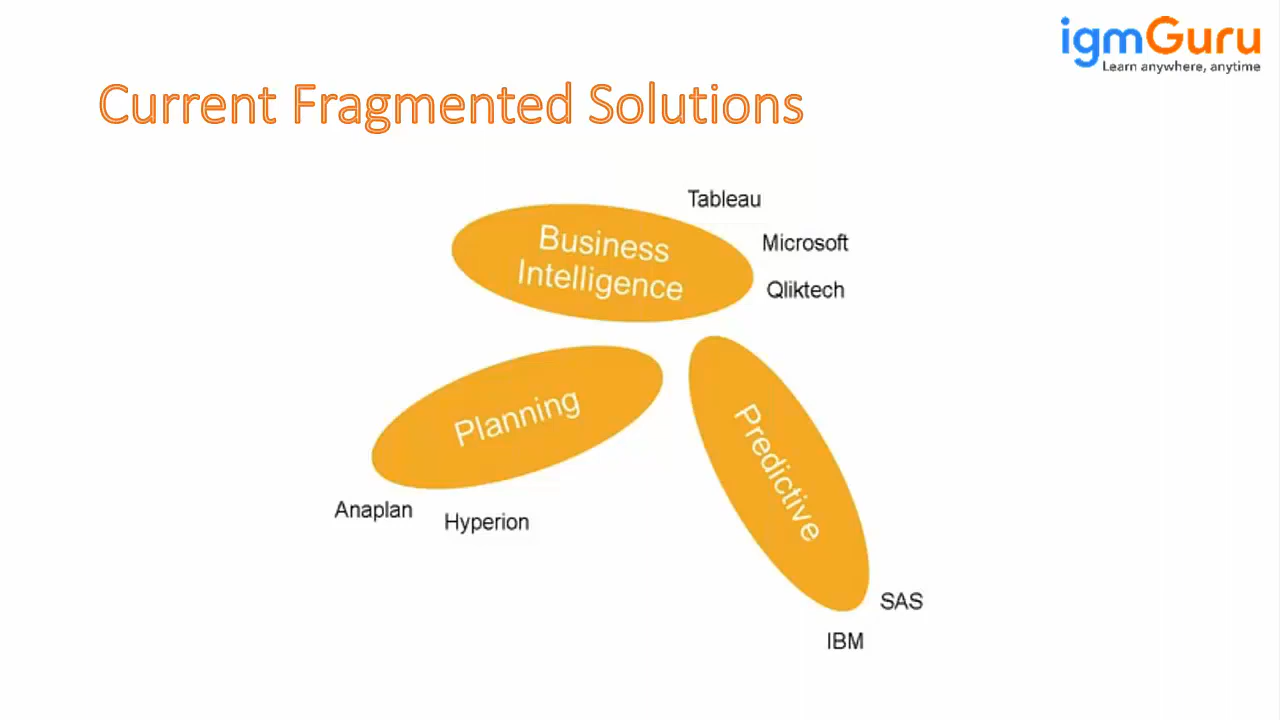 igmGuru
Learn anywhere, anytime
Current Fragmented Solutions
Tableau
Business
Intelligence
Microsoft
Qliktech
Planning
Predictive
Anaplan
Hyperion
SAS
IBM